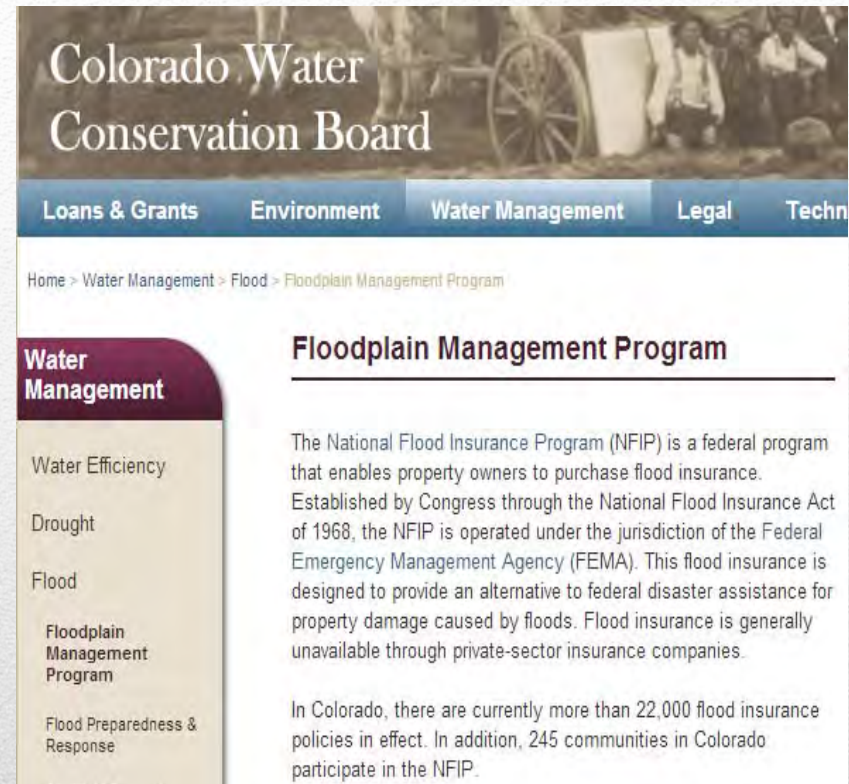 Colorado Water
Conservation Board
Loans & Grants Environment Water Management Legal Techn
Home > Water Management > Flood > Floodplain Management Program
Water
Management
Water Efficiency
Drought
Flood
Floodplain
Management
Program
Flood Preparedness &
Response
Floodplain Management Program
The National Flood Insurance Program (NFIP) is a federal program
that enables property owners to purchase flood insurance.
Established by Congress through the National Flood Insurance Act
of 1968, the NFIP is operated under the jurisdiction of the Federal
Emergency Management Agency (FEMA). This flood insurance is
designed to provide an alternative to federal disaster assistance for
property damage caused by floods. Flood insurance is generally
unavailable through private-sector insurance companies.
In Colorado, there are currently more than 22,000 flood insurance
policies in effect. In addition, 245 communities in Colorado
participate in the NFIP.